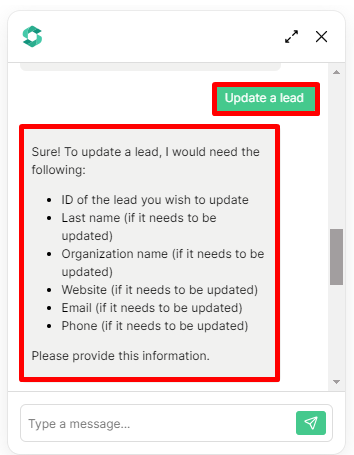 Update a lead
Sure! To update a lead, I would need the
following:
• ID of the lead you wish to update
• Last name (if it needs to be
updated)
• Organization name (if it needs to be
updated)
• Website (if it needs to be updated)
• Email (if it needs to be updated)
• Phone (if it needs to be updated)
Please provide this information.
Type a message...